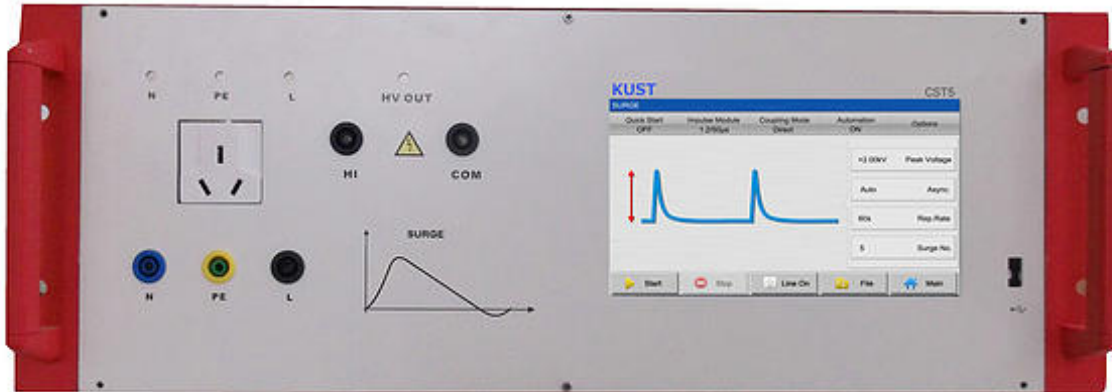 N PE L HV OUT
HI COM
N PE L
SURGE
KUST CST5
SURGE
Quick Start Impulse Module Coupling Mode Automation Options
OFF 1.2/50µs Direct ON
+2.00kV Peak Voltage
Auto Async
60s Rep.Rate
5 Surge No.
Start Stop Line On File Main